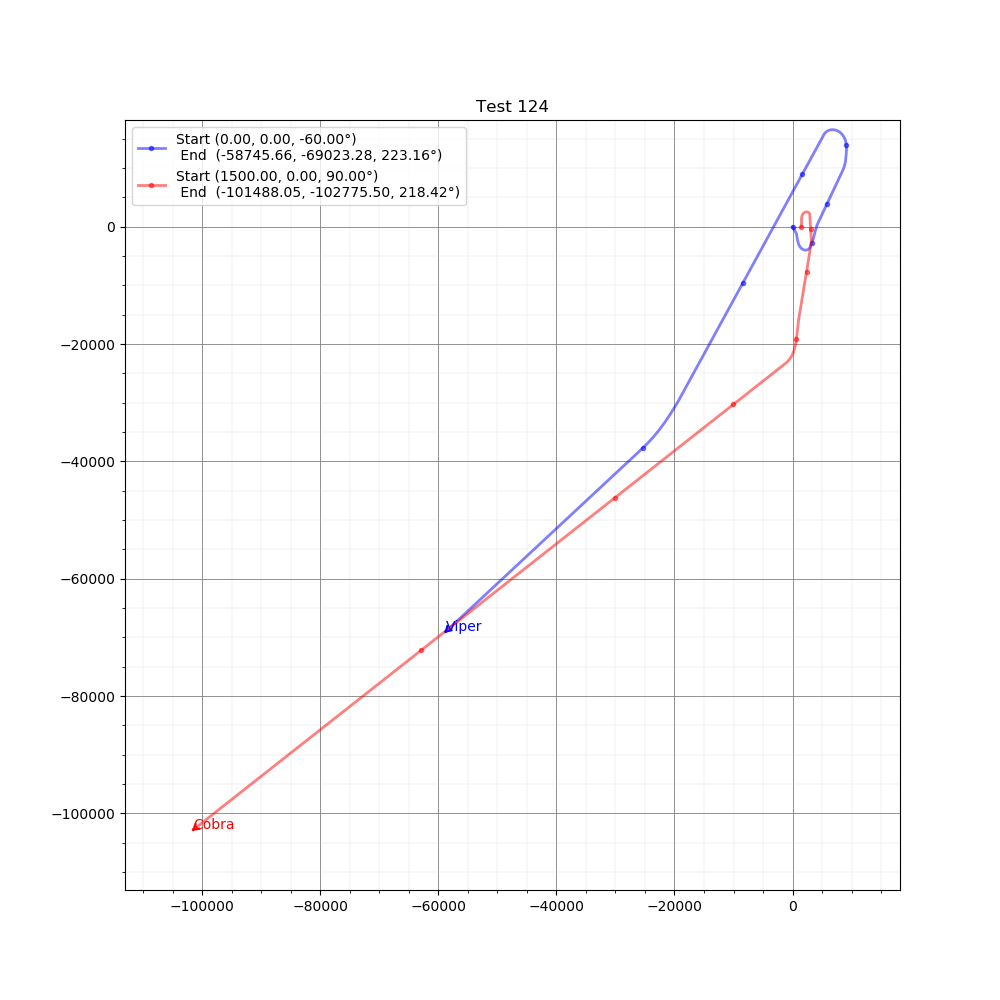 Test 124
Start (0.00, 0.00, -60.00°)
End (-58745.66, -69023.28, 223.16°)
Start (1500.00, 0.00, 90.00°)
End (-101488.05, -102775.50, 218.42°)
0
−20000
−40000
−60000
−80000
−100000
Viper
Cobra
−100000 −80000 −60000 −40000 −20000 0